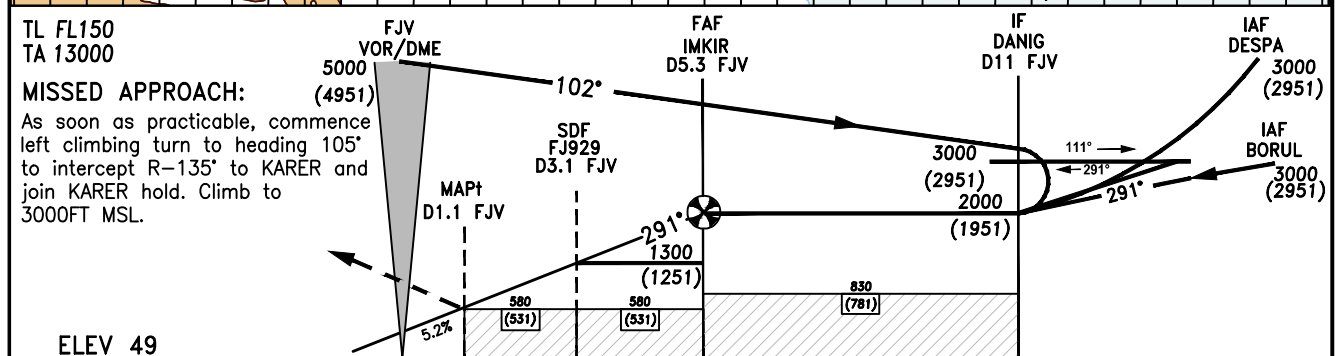 TL FL150
TA 13000
MISSED APPROACH:
As soon as practicable, commence
left climbing turn to heading 105°
to intercept R-135° to KARER and
join KARER hold. Climb to
3000FT MSL.
ELEV 49
FJV
VOR/DME
5000
(4951)
102°
MAPt
D1.1 FJV
SDF
FJ929
D3.1 FJV
FAF
IMKIR
D5.3 FJV
IF
DANIG
D11 FJV
IAF
DESPA
3000
(2951)
IAF
BORUL
3000
(2951)
3000
(2951)
111°
291°
291°
2000
(1951)
291°
1300
(1251)
830
(781)
580
(531)
580
(531)
5.2%